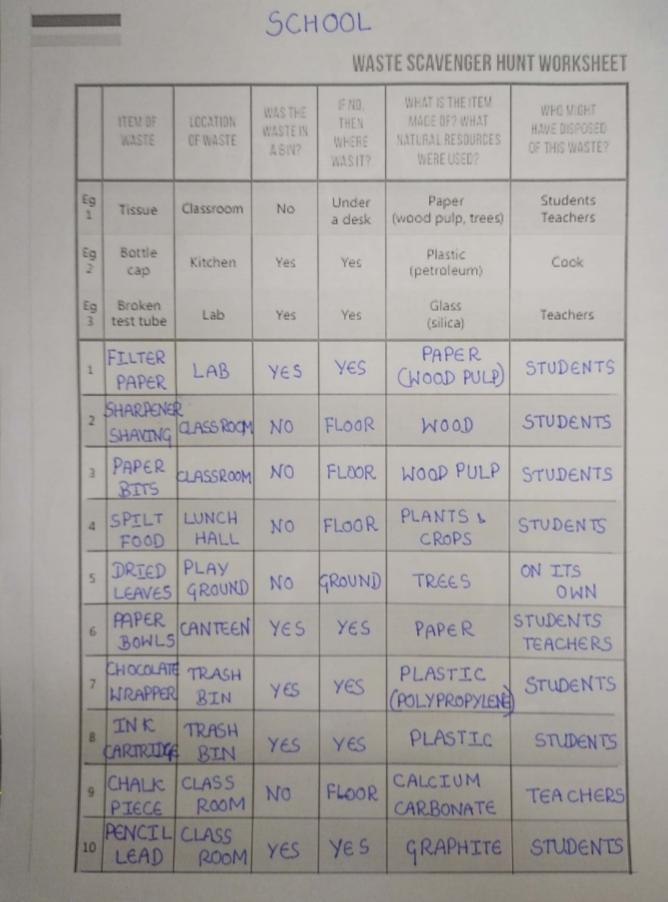 SCHOOL
WASTE SCAVENGER HUNT WORKSHEET
ITEM OF WASTE | LOCATION OF WASTE | WAS THE WASTE IN A BIN? | IF NO, THEN WHERE WAS IT? | WHAT IS THE ITEM MADE OF? WHAT NATURAL RESOURCES WERE USED? | WHO MIGHT HAVE DISPOSED OF THIS WASTE?
Eg 1 | Tissue | Classroom | No | Under a desk | Paper (wood pulp, trees) | Students Teachers
Eg 2 | Bottle cap | Kitchen | Yes | Yes | Plastic (petroleum) | Cook
Eg 3 | Broken test tube | Lab | Yes | Yes | Glass (silica) | Teachers
1 | FILTER PAPER | LAB | YES | YES | PAPER (WOOD PULP) | STUDENTS
2 | SHARPENER SHAVING | CLASSROOM | NO | FLOOR | WOOD | STUDENTS
3 | PAPER BITS | CLASSROOM | NO | FLOOR | WOOD PULP | STUDENTS
4 | SPILT FOOD | LUNCH HALL | NO | FLOOR | PLANTS & CROPS | STUDENTS
5 | DRIED LEAVES | PLAY GROUND | NO | GROUND | TREES | ON ITS OWN
6 | PAPER BOWLS | CANTEEN | YES | YES | PAPER | STUDENTS TEACHERS
7 | CHOCOLATE WRAPPER | TRASH BIN | YES | YES | PLASTIC (POLYPROPYLENE) | STUDENTS
8 | INK CARTRIDGE | TRASH BIN | YES | YES | PLASTIC | STUDENTS
9 | CHALK PIECE | CLASS ROOM | NO | FLOOR | CALCIUM CARBONATE | TEACHERS
10 | PENCIL LEAD | CLASS ROOM | YES | YES | GRAPHITE | STUDENTS